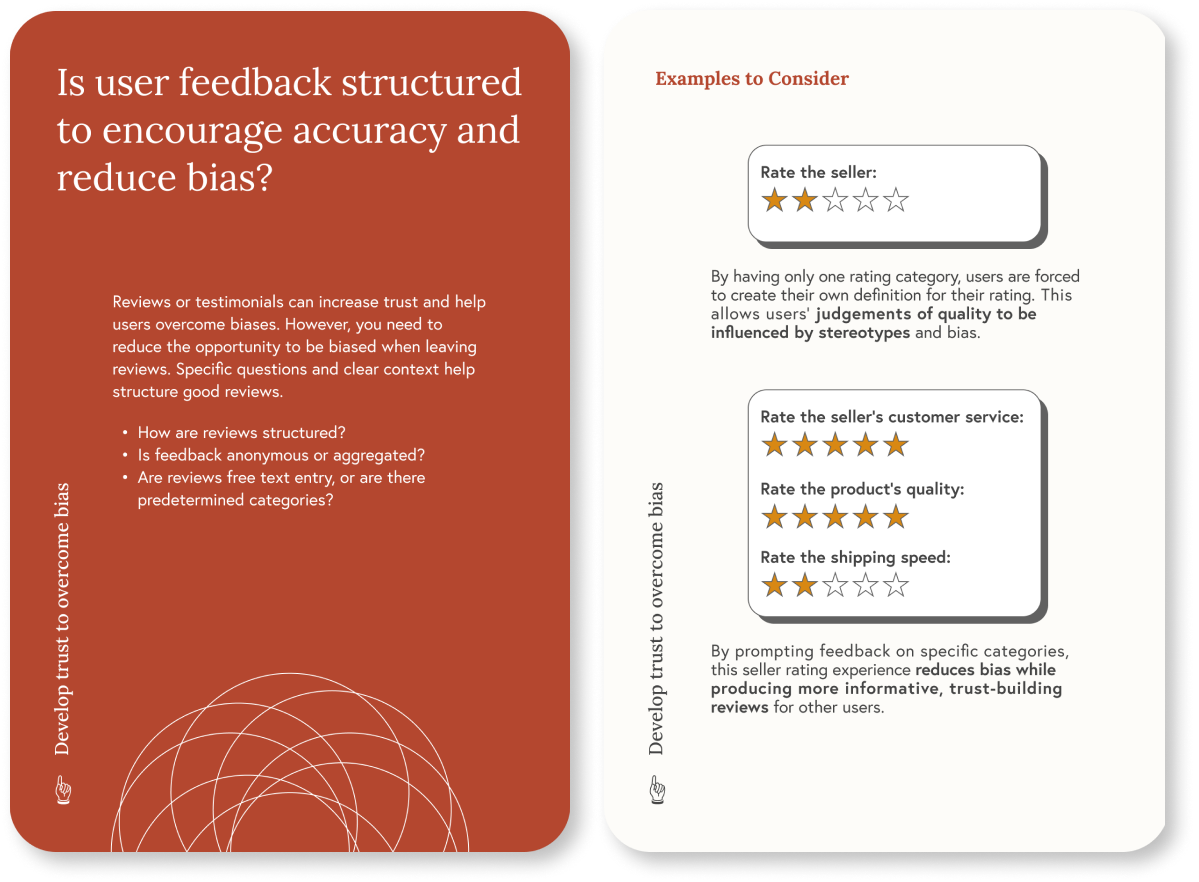 Is user feedback structured
to encourage accuracy and
reduce bias?
Reviews or testimonials can increase trust and help
users overcome biases. However, you need to
reduce the opportunity to be biased when leaving
reviews. Specific questions and clear context help
structure good reviews.
• How are reviews structured?
• Is feedback anonymous or aggregated?
• Are reviews free text entry, or are there
predetermined categories?
Develop trust to overcome bias
Examples to Consider
Rate the seller:
By having only one rating category, users are forced
to create their own definition for their rating. This
allows users' judgements of quality to be
influenced by stereotypes and bias.
Rate the seller's customer service:
Rate the product's quality:
Rate the shipping speed:
By prompting feedback on specific categories,
this seller rating experience reduces bias while
producing more informative, trust-building
reviews for other users.
Develop trust to overcome bias